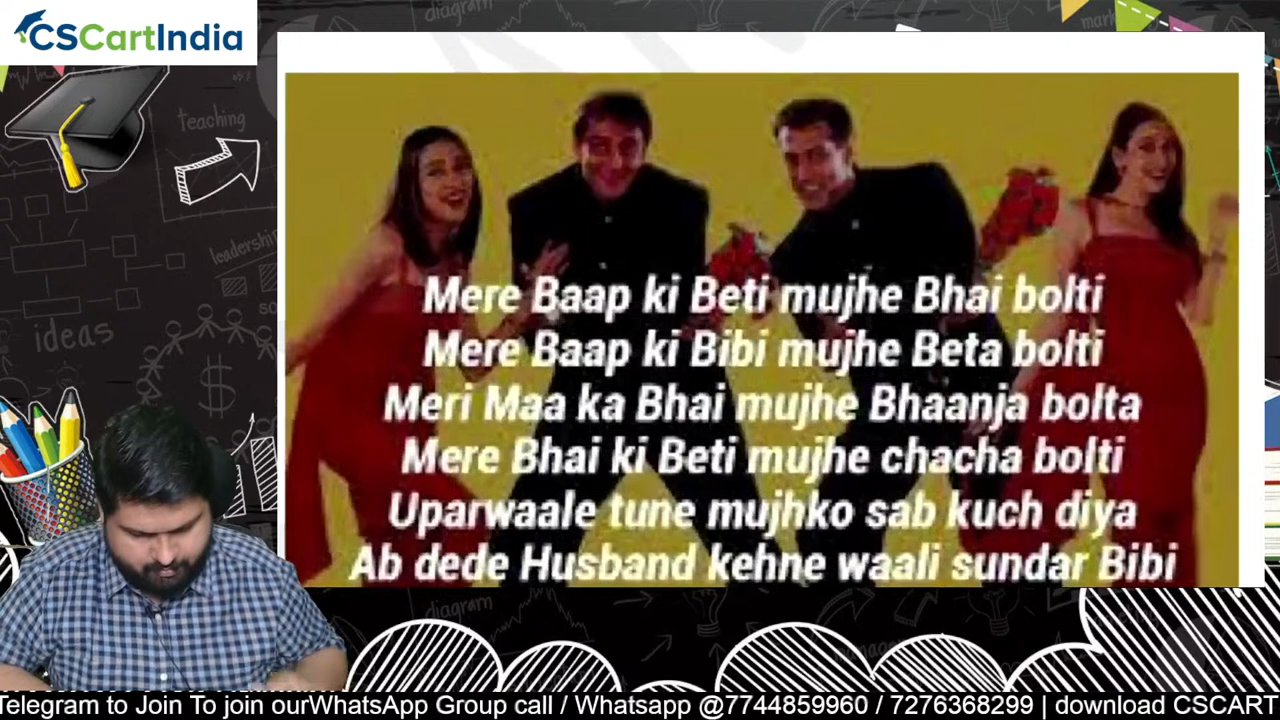 CSCartIndia
diagram
teaching
leadership
ideas
Mere Baap ki Beti mujhe Bhai bolti
Mere Baap ki Bibi mujhe Beta bolti
Meri Maa ka Bhai mujhe Bhaanja bolta
Mere Bhai ki Beti mujhe chacha bolti
Uparwaale tune mujhko sab kuch diya
Ab dede Husband kehne waali sundar Bibi
diagram
Telegram to Join To join ourWhatsApp Group call / Whatsapp @7744859960 / 7276368299 | download CSCART